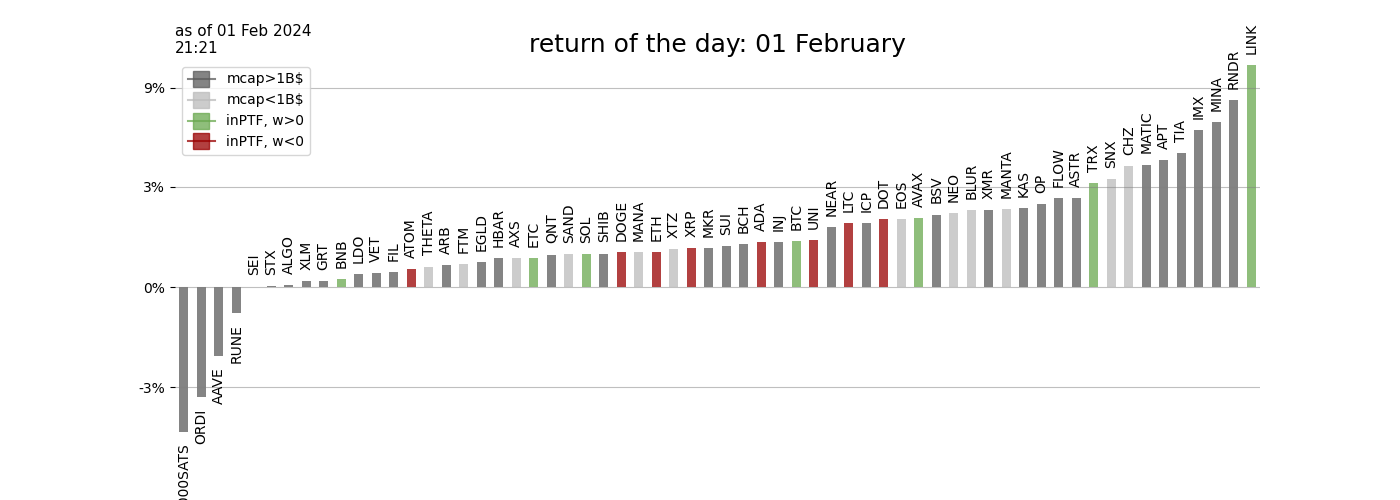 as of 01 Feb 2024
21:21
return of the day: 01 February
mcap>1B$
mcap<1B$
inPTF, w>0
inPTF, w<0
9%
3%
0%
-3%
000SATS
ORDI
AAVE
RUNE
SEI
STX
ALGO
XLM
GRT
BNB
LDO
VET
FIL
ATOM
THETA
ARB
FTM
EGLD
HBAR
AXS
ETC
QNT
SAND
SOL
SHIB
DOGE
MANA
ETH
XTZ
XRP
MKR
SUI
BCH
ADA
INJ
BTC
UNI
NEAR
LTC
ICP
DOT
EOS
AVAX
BSV
NEO
BLUR
XMR
MANTA
KAS
OP
FLOW
ASTR
TRX
SNX
CHZ
MATIC
APT
TIA
IMX
MINA
RNDR
LINK